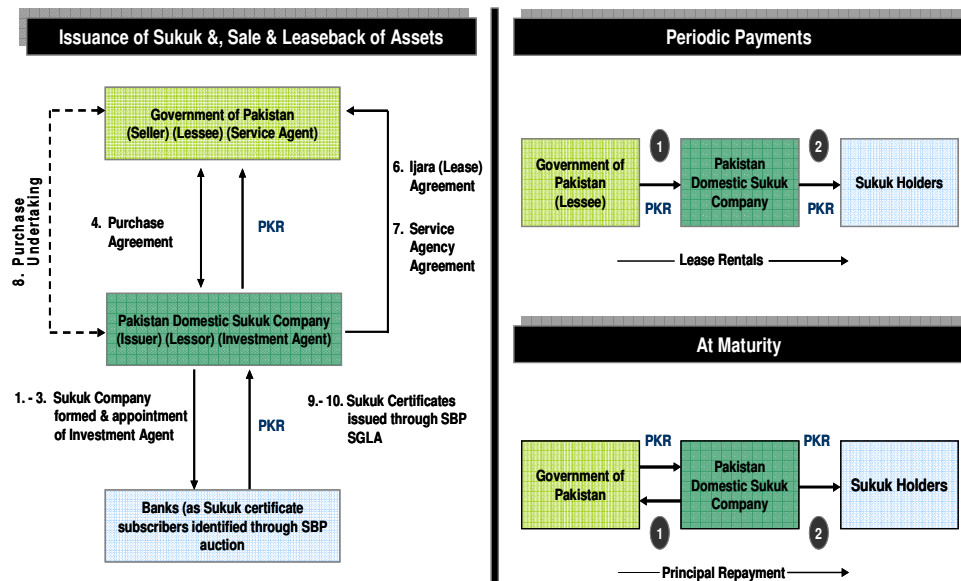 Issuance of Sukuk &, Sale & Leaseback of Assets
Government of Pakistan
(Seller) (Lessee) (Service Agent)
8. Purchase
Undertaking
4. Purchase
Agreement
PKR
6. Ijara (Lease)
Agreement
7. Service
Agency
Agreement
Pakistan Domestic Sukuk Company
(Issuer) (Lessor) (Investment Agent)
1. - 3. Sukuk Company
formed & appointment
of Investment Agent
PKR
9.- 10. Sukuk Certificates
issued through SBP
SGLA
Banks (as Sukuk certificate
subscribers identified through SBP
auction
Periodic Payments
Government of
Pakistan
(Lessee)
1
PKR
Pakistan
Domestic Sukuk
Company
2
PKR
Sukuk Holders
Lease Rentals
At Maturity
Government of
Pakistan
PKR
1
Pakistan
Domestic Sukuk
Company
PKR
2
Sukuk Holders
Principal Repayment